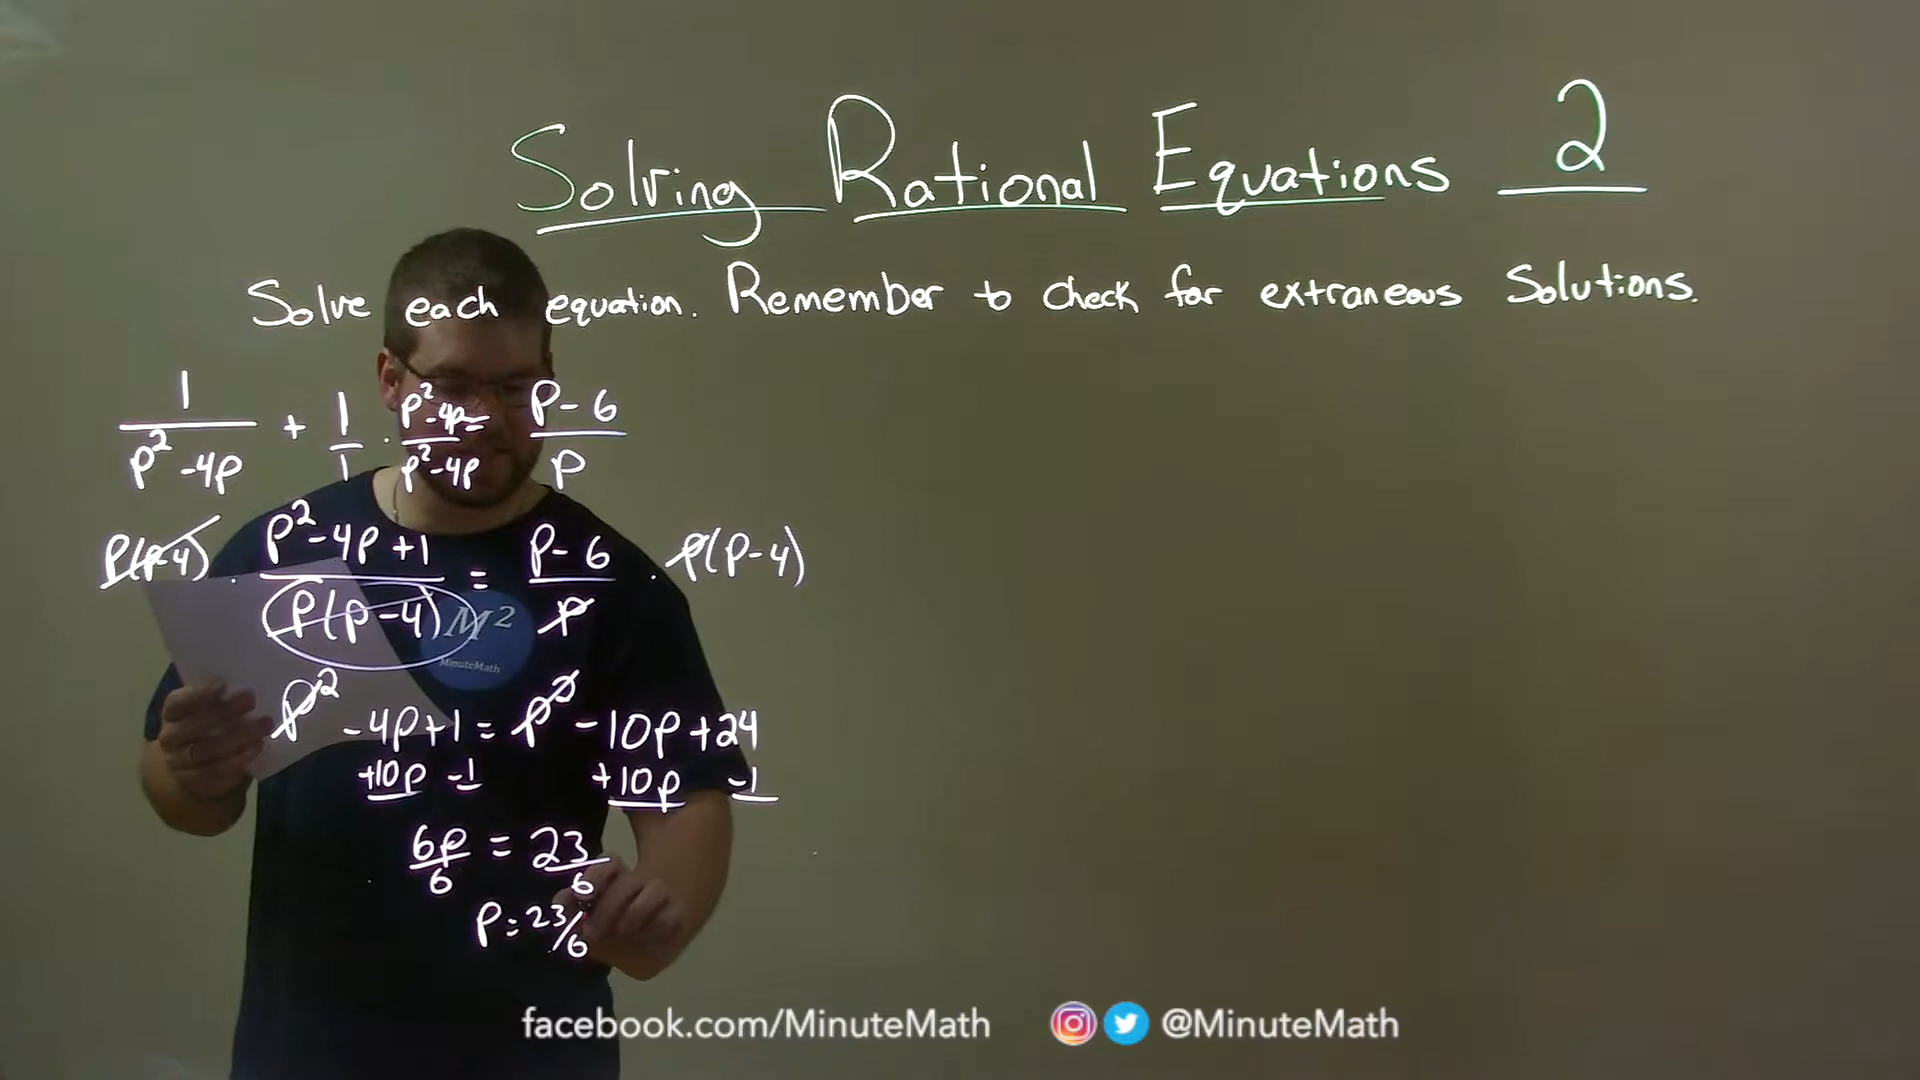 Solving Rational Equations 2
Solve each equation. Remember to check for extraneous solutions.
1/(p² - 4p) + 1/1 · (p² - 4p)/(p² - 4p) = (p - 6)/p
p(p-4) · (p² - 4p + 1)/(p(p-4)) = (p - 6)/p · p(p-4)
M²
MinuteMath
p² - 4p + 1 = p² - 10p + 24
+10p -1 +10p -1
6p/6 = 23/6
p = 23/6
facebook.com/MinuteMath @MinuteMath